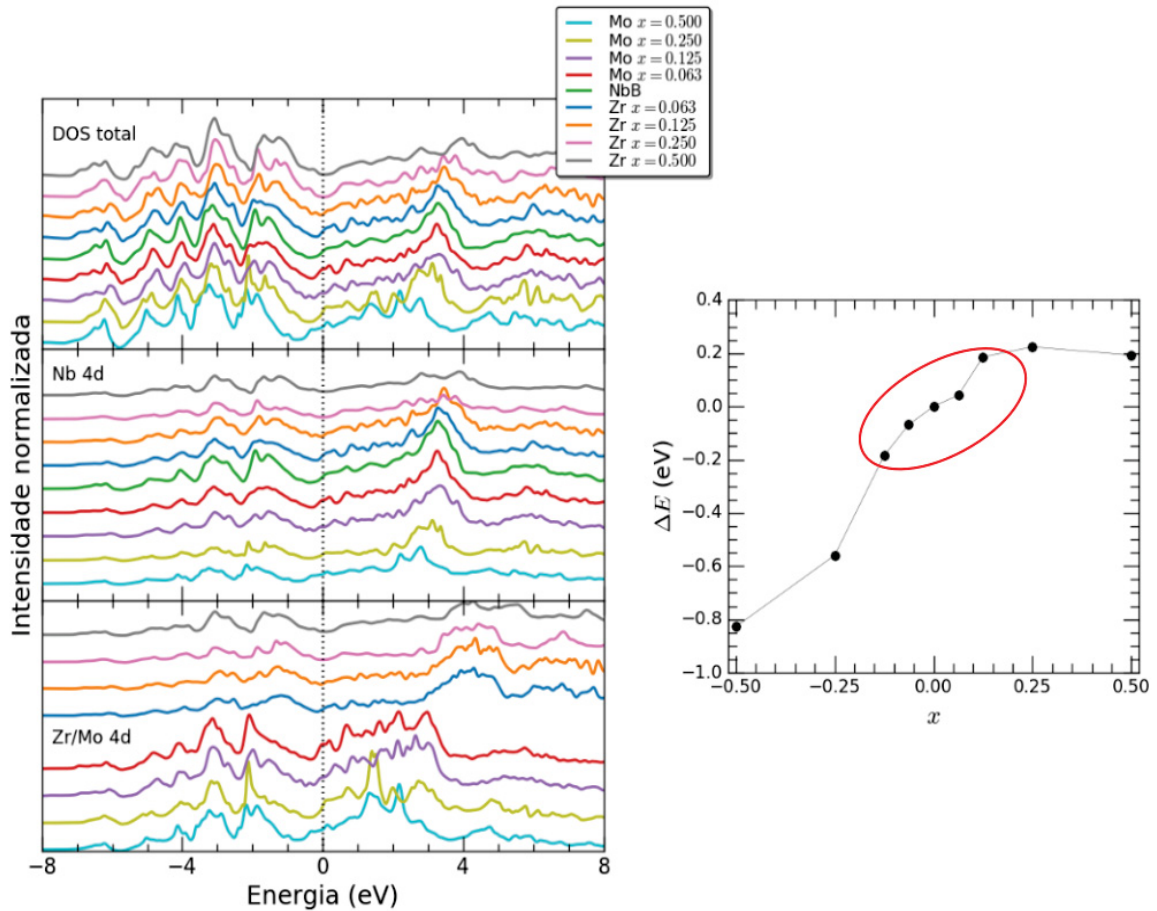 Mo x = 0.500
Mo x = 0.250
Mo x = 0.125
Mo x = 0.063
NbB
Zr x = 0.063
Zr x = 0.125
Zr x = 0.250
Zr x = 0.500
DOS total
Nb 4d
Zr/Mo 4d
Intensidade normalizada
−8 −4 0 4 8
Energia (eV)
0.4
0.2
0.0
−0.2
−0.4
−0.6
−0.8
−1.0
ΔE (eV)
−0.50 −0.25 0.00 0.25 0.50
x